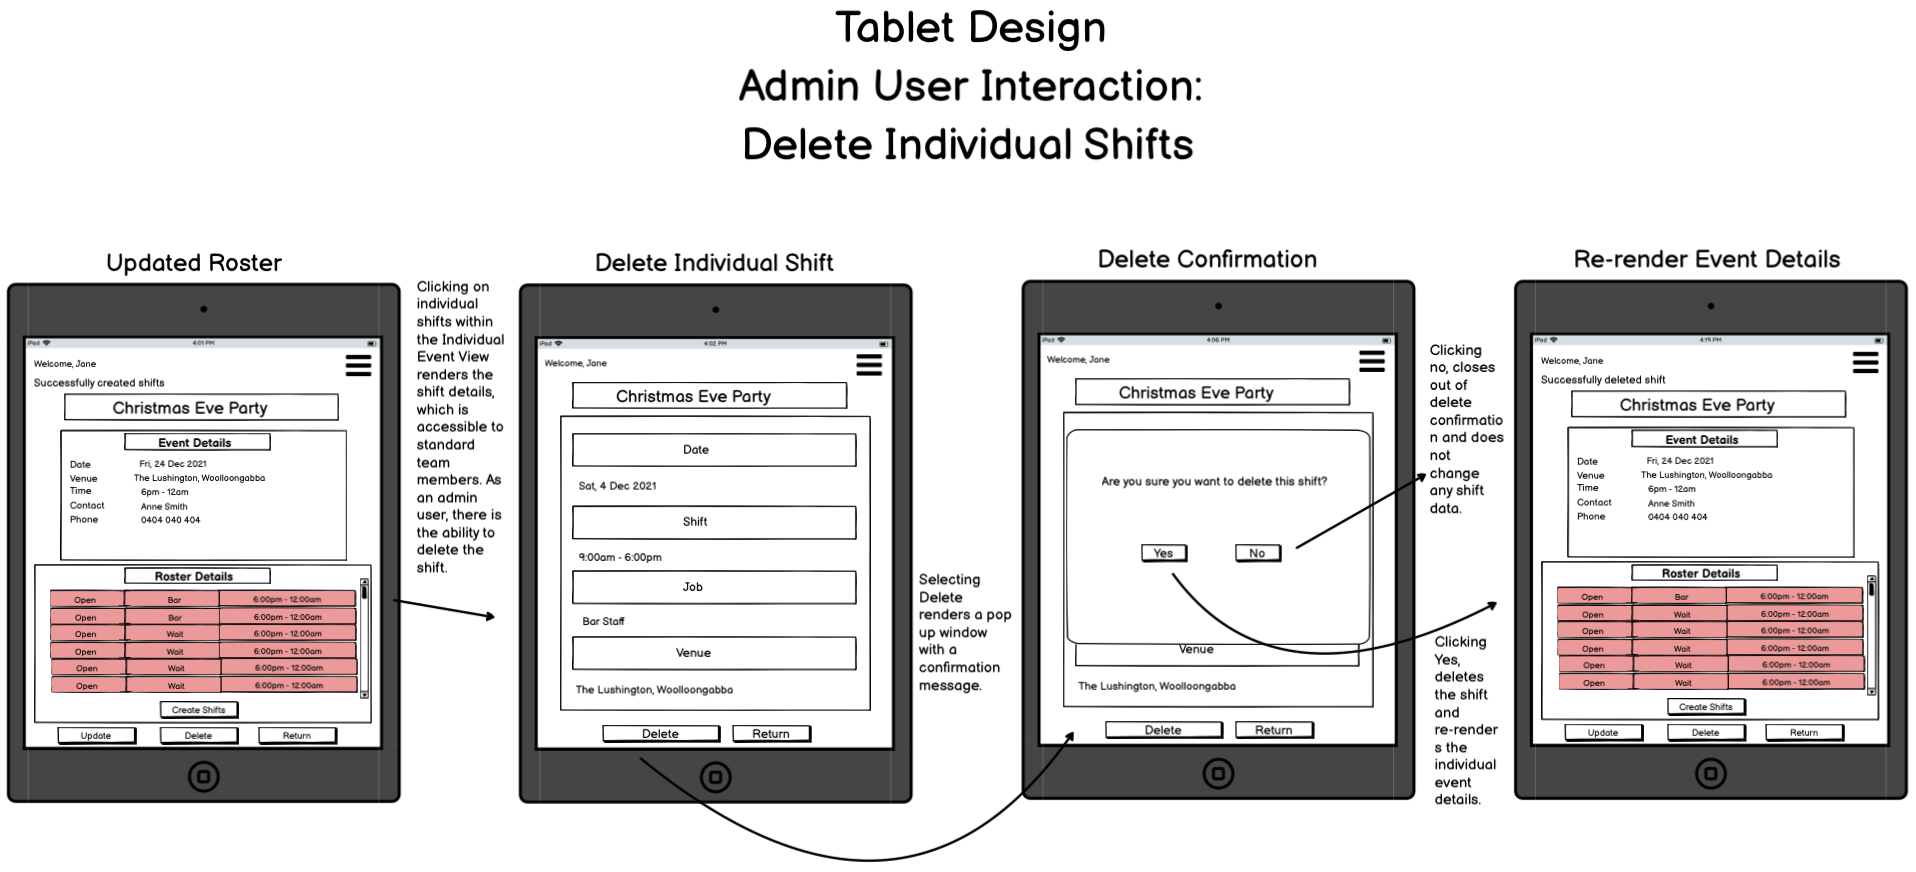 Tablet Design
Admin User Interaction:
Delete Individual Shifts
Updated Roster
iPad
4:01 PM
Welcome, Jane
Successfully created shifts
Christmas Eve Party
Event Details
Date Fri, 24 Dec 2021
Venue The Lushington, Woolloongabba
Time 6pm - 12am
Contact Anne Smith
Phone 0404 040 404
Roster Details
Open Bar 6:00pm - 12:00am
Open Bar 6:00pm - 12:00am
Open Wait 6:00pm - 12:00am
Open Wait 6:00pm - 12:00am
Open Wait 6:00pm - 12:00am
Open Wait 6:00pm - 12:00am
Create Shifts
Update Delete Return
Clicking on
individual
shifts within
the Individual
Event View
renders the
shift details,
which is
accessible to
standard
team
members. As
an admin
user, there is
the ability to
delete the
shift.
Delete Individual Shift
iPad
4:02 PM
Welcome, Jane
Christmas Eve Party
Date
Sat, 4 Dec 2021
Shift
9:00am - 6:00pm
Job
Bar Staff
Venue
The Lushington, Woolloongabba
Delete Return
Selecting
Delete
renders a pop
up window
with a
confirmation
message.
Delete Confirmation
iPad
4:06 PM
Welcome, Jane
Christmas Eve Party
Are you sure you want to delete this shift?
Yes No
Venue
The Lushington, Woolloongabba
Delete Return
Clicking
no, closes
out of
delete
confirmatio
n and does
not
change
any shift
data.
Clicking
Yes,
deletes
the shift
and
re-render
s the
individual
event
details.
Re-render Event Details
iPad
4:19 PM
Welcome, Jane
Successfully deleted shift
Christmas Eve Party
Event Details
Date Fri, 24 Dec 2021
Venue The Lushington, Woolloongabba
Time 6pm - 12am
Contact Anne Smith
Phone 0404 040 404
Roster Details
Open Bar 6:00pm - 12:00am
Open Wait 6:00pm - 12:00am
Open Wait 6:00pm - 12:00am
Open Wait 6:00pm - 12:00am
Open Wait 6:00pm - 12:00am
Open Wait 6:00pm - 12:00am
Create Shifts
Update Delete Return